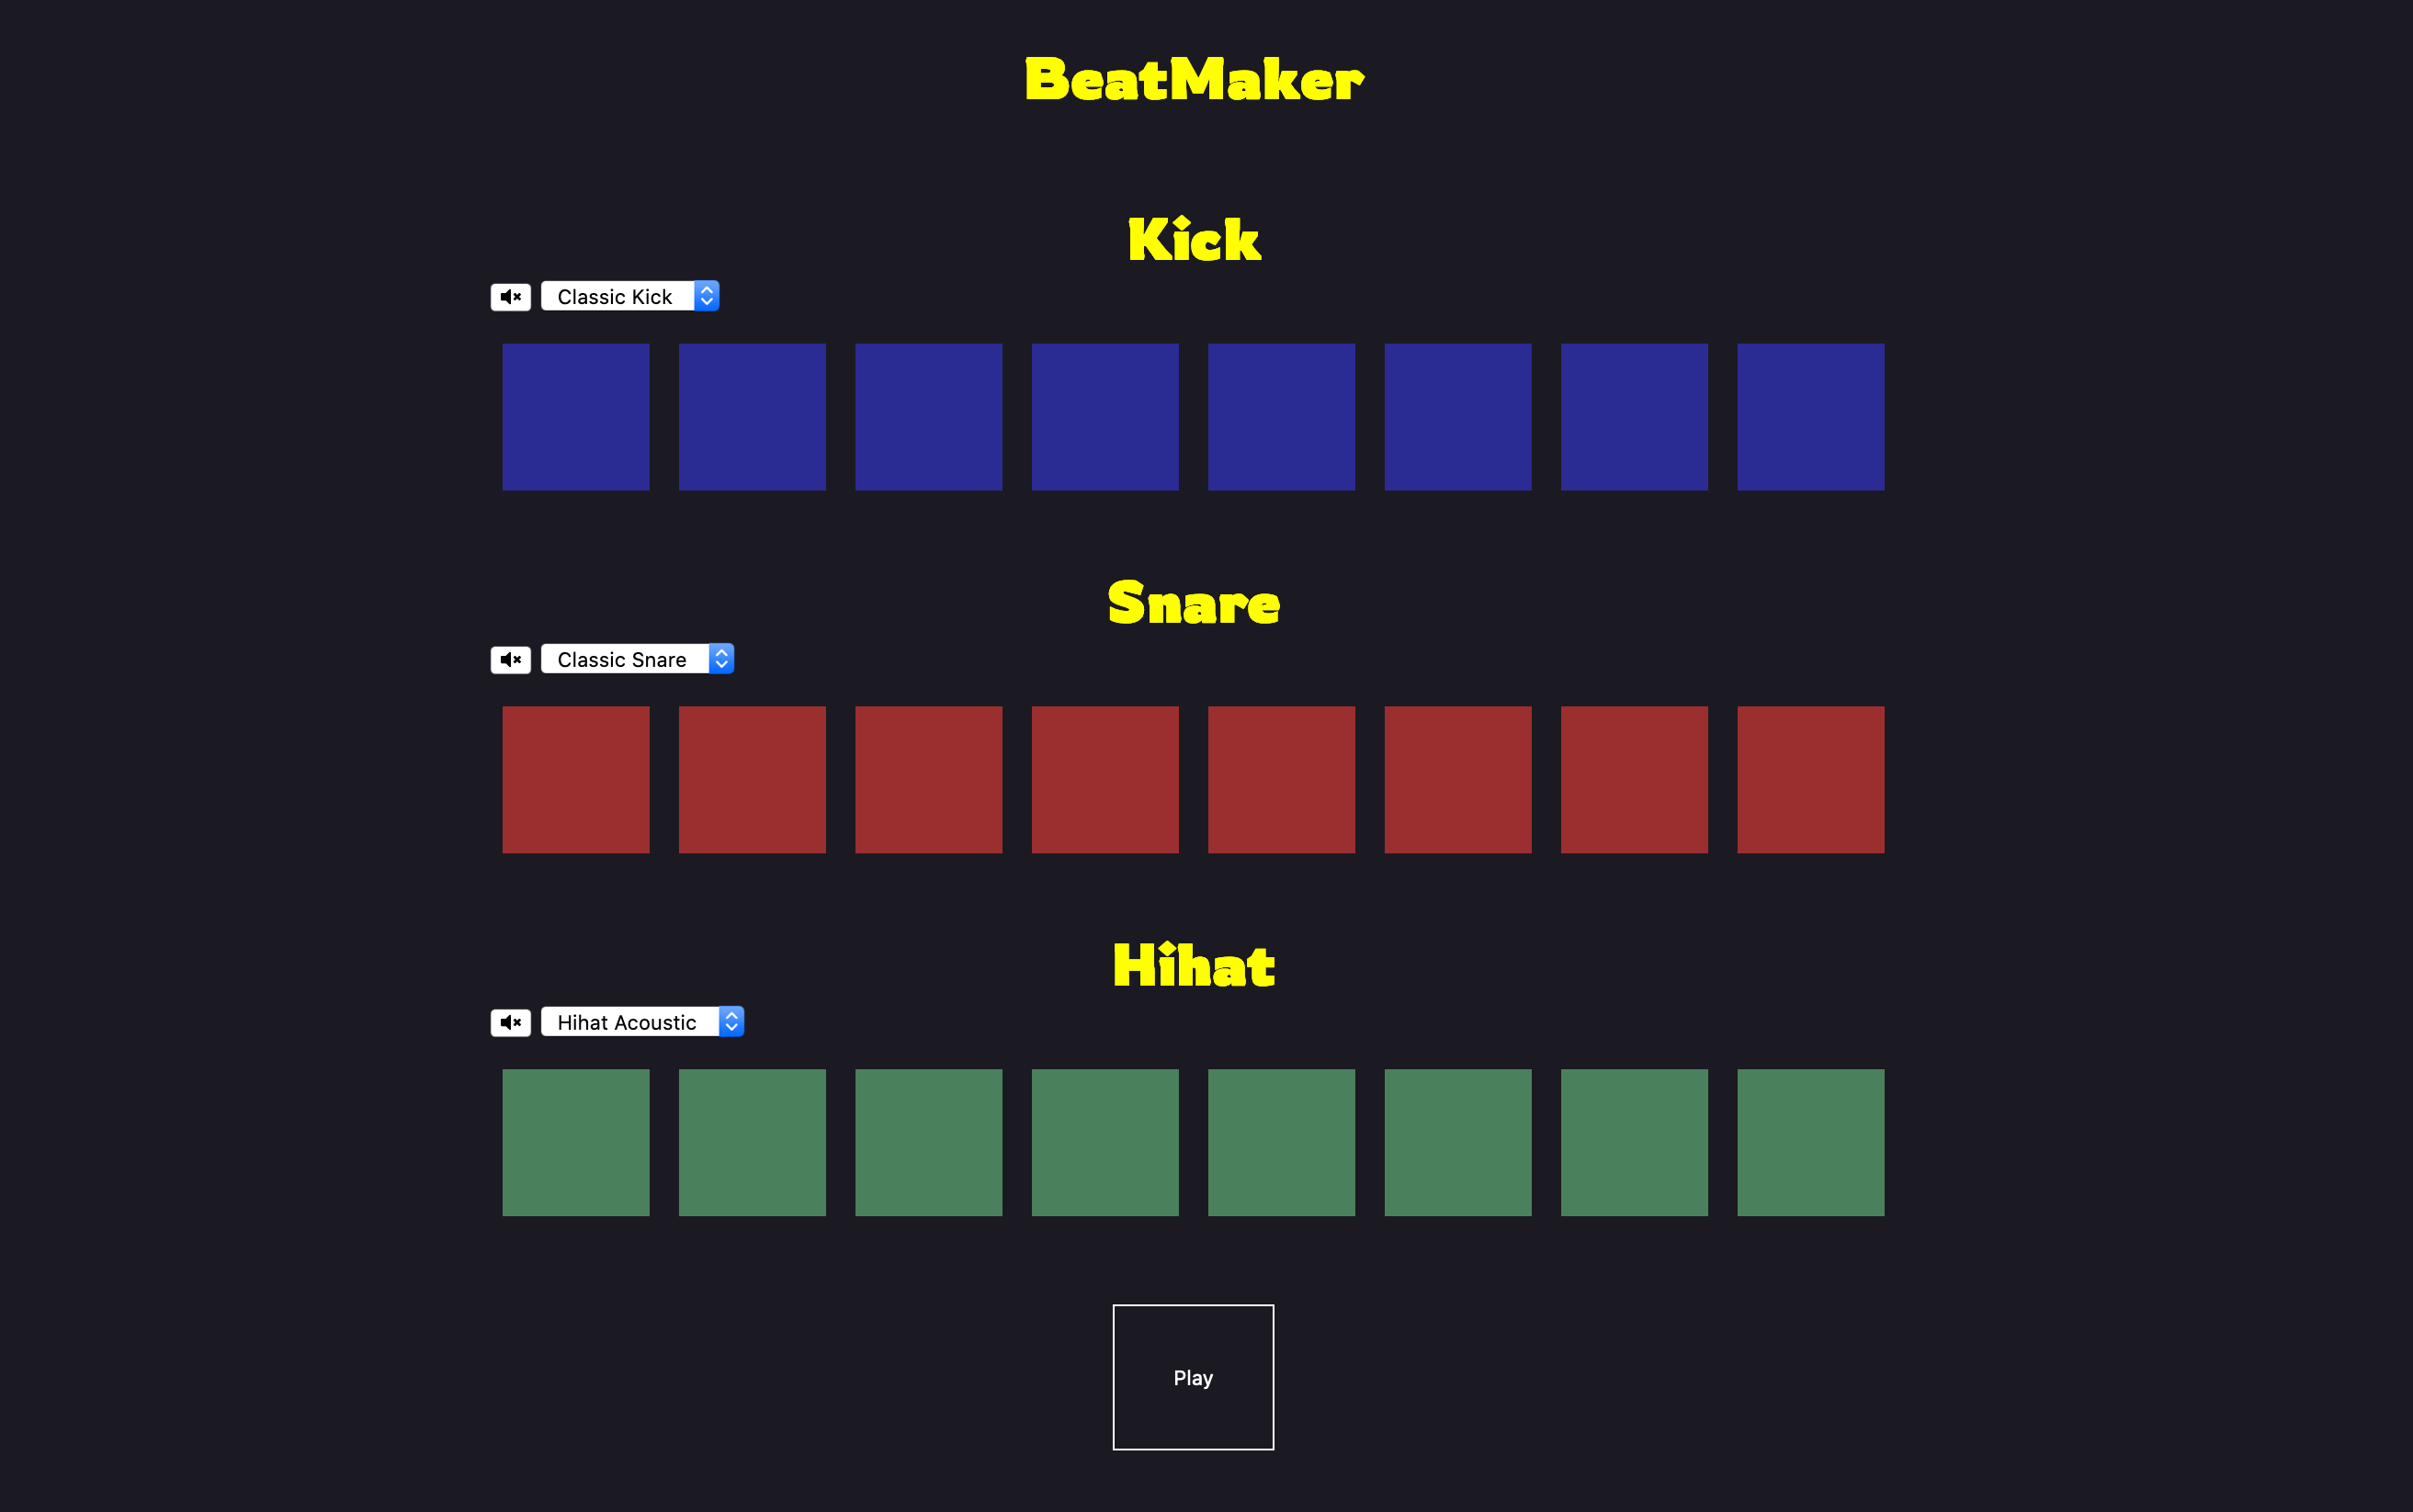 BeatMaker
Kick
Classic Kick
Snare
Classic Snare
Hihat
Hihat Acoustic
Play